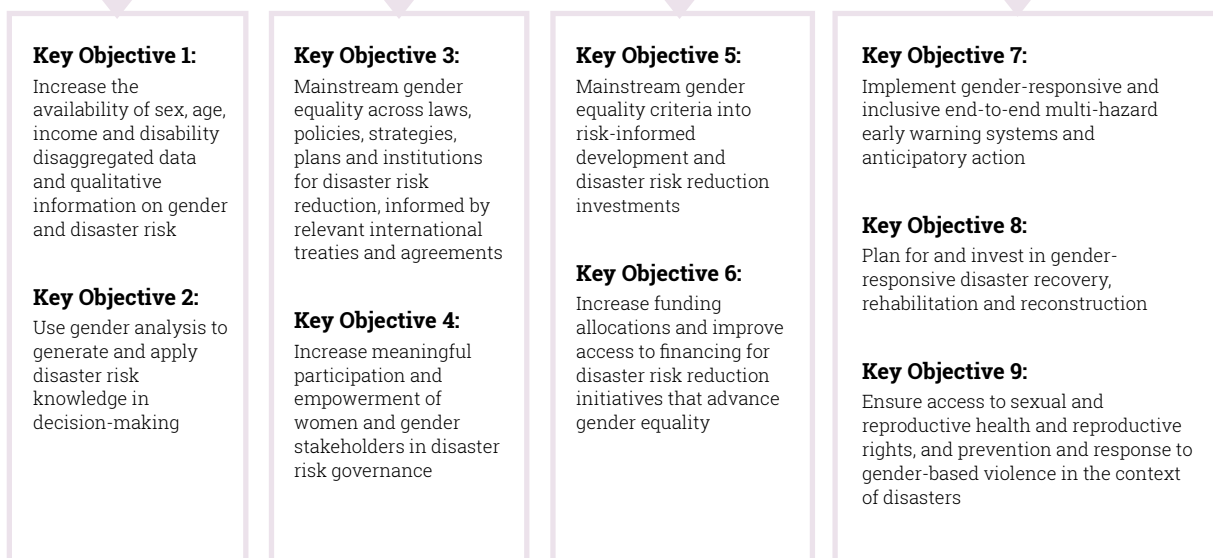 Key Objective 1:
Increase the
availability of sex, age,
income and disability
disaggregated data
and qualitative
information on gender
and disaster risk
Key Objective 2:
Use gender analysis to
generate and apply
disaster risk
knowledge in
decision-making
Key Objective 3:
Mainstream gender
equality across laws,
policies, strategies,
plans and institutions
for disaster risk
reduction, informed by
relevant international
treaties and agreements
Key Objective 4:
Increase meaningful
participation and
empowerment of
women and gender
stakeholders in disaster
risk governance
Key Objective 5:
Mainstream gender
equality criteria into
risk-informed
development and
disaster risk reduction
investments
Key Objective 6:
Increase funding
allocations and improve
access to financing for
disaster risk reduction
initiatives that advance
gender equality
Key Objective 7:
Implement gender-responsive and
inclusive end-to-end multi-hazard
early warning systems and
anticipatory action
Key Objective 8:
Plan for and invest in gender-
responsive disaster recovery,
rehabilitation and reconstruction
Key Objective 9:
Ensure access to sexual and
reproductive health and reproductive
rights, and prevention and response to
gender-based violence in the context
of disasters